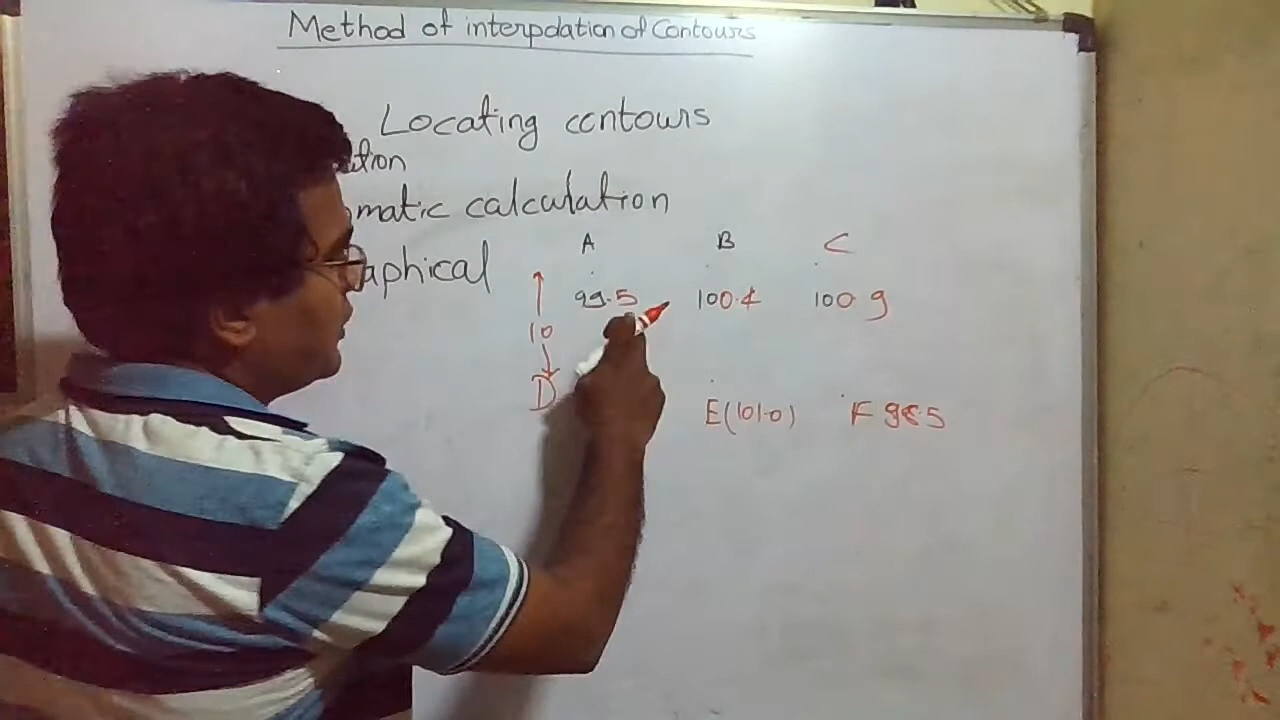 Method of interpolation of Contours
Locating contours
ation
matic calculation
aphical
A B C
99.5 100.4 100 9
10
D
E(101.0) F 98.5